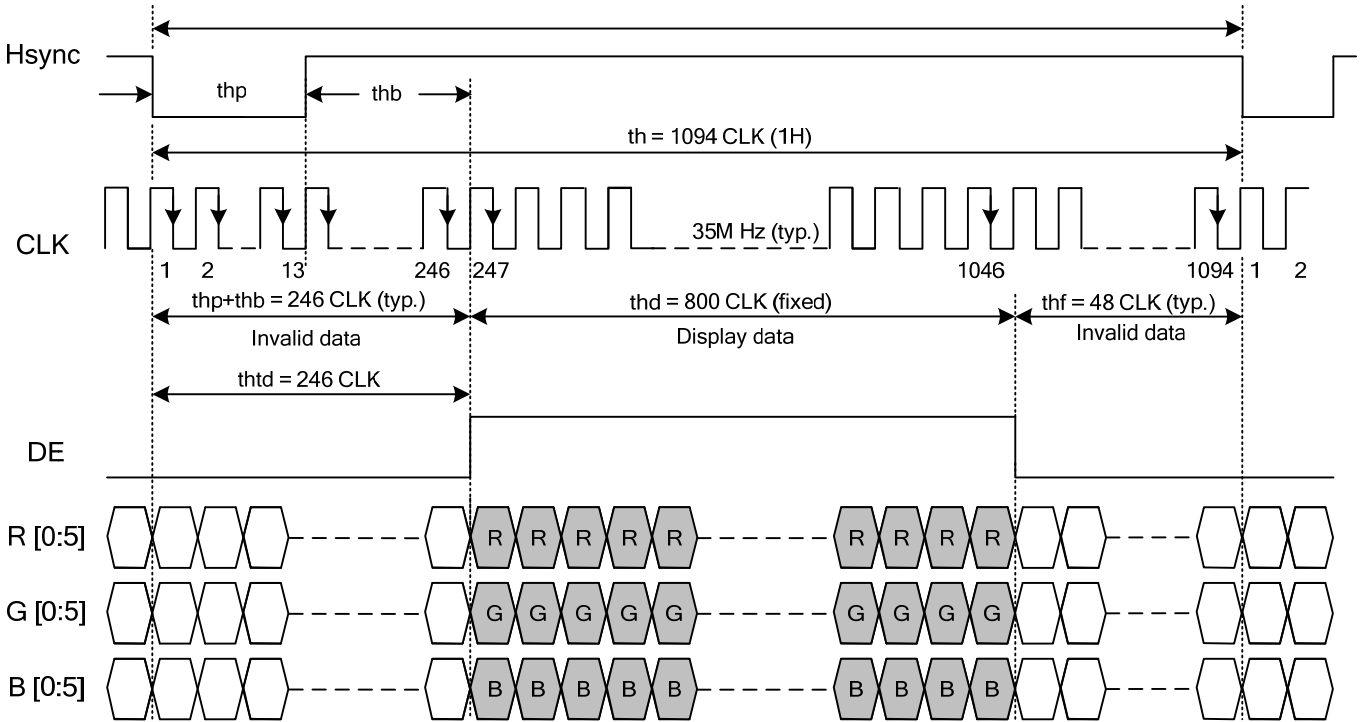 Hsync
thp
thb
th = 1094 CLK (1H)
CLK
35M Hz (typ.)
1 2 13 246 247 1046 1094 1 2
thp+thb = 246 CLK (typ.)
thd = 800 CLK (fixed)
thf = 48 CLK (typ.)
Invalid data
Display data
Invalid data
thtd = 246 CLK
DE
R [0:5]
R R R R R R R R R
G [0:5]
G G G G G G G G G
B [0:5]
B B B B B B B B B